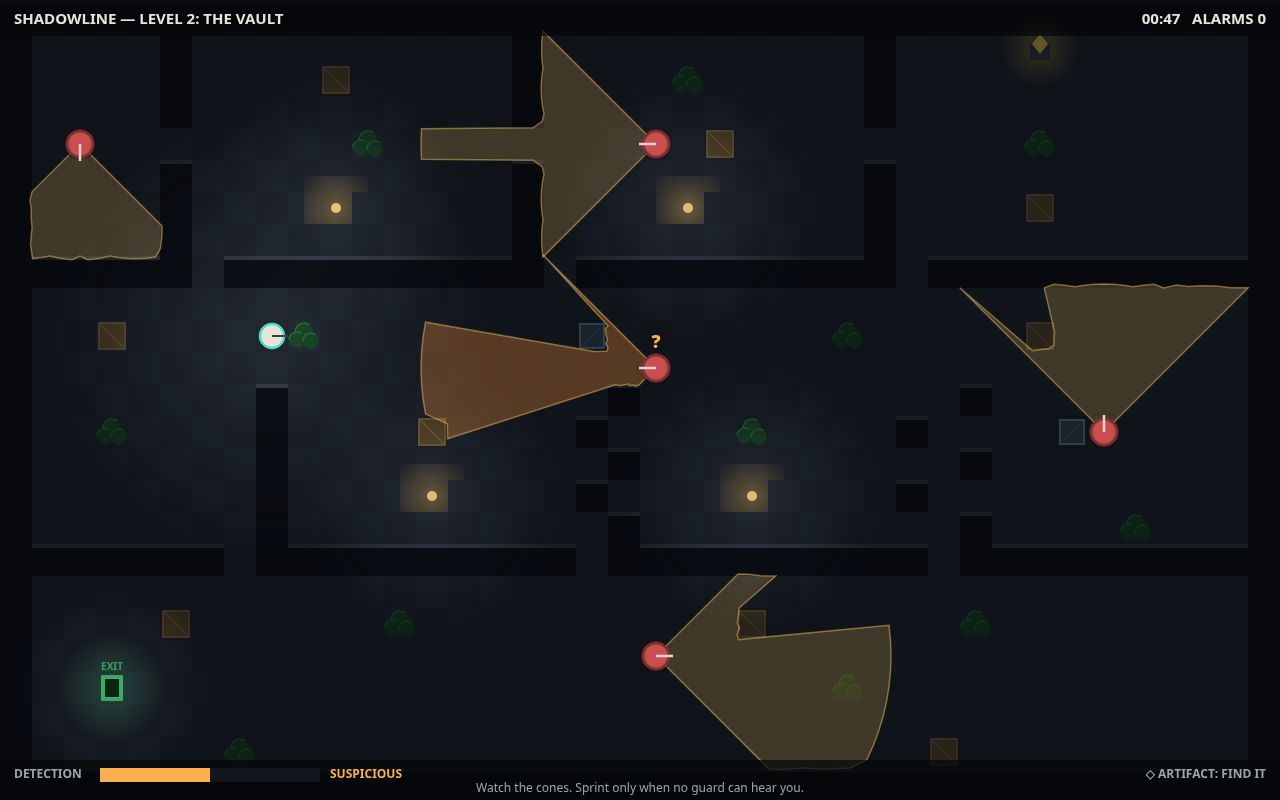 SHADOWLINE — LEVEL 2: THE VAULT
00:47 ALARMS 0
?
EXIT
DETECTION
SUSPICIOUS
◇ ARTIFACT: FIND IT
Watch the cones. Sprint only when no guard can hear you.